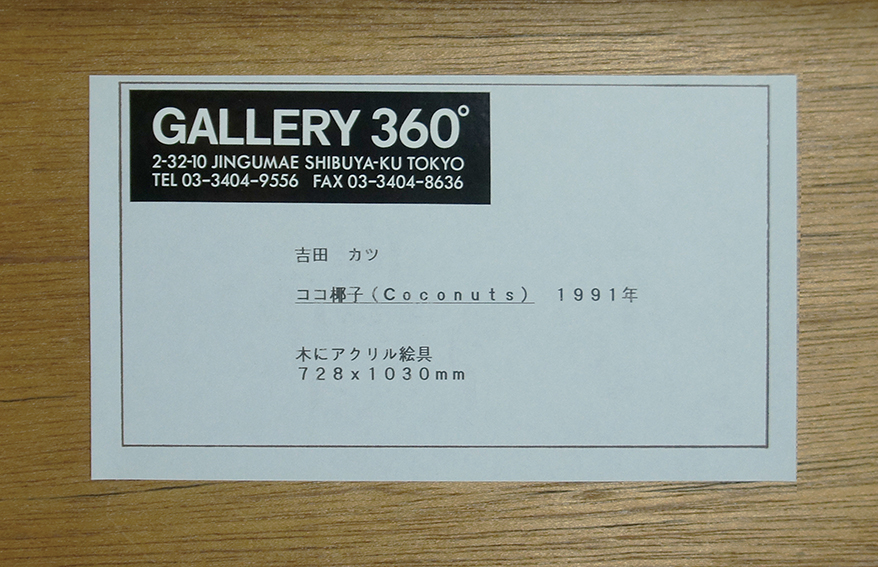 GALLERY 360°
2-32-10 JINGUMAE SHIBUYA-KU TOKYO
TEL 03-3404-9556 FAX 03-3404-8636
吉田 カツ
ココ椰子(Coconuts) 1991年
木にアクリル絵具
728x1030mm